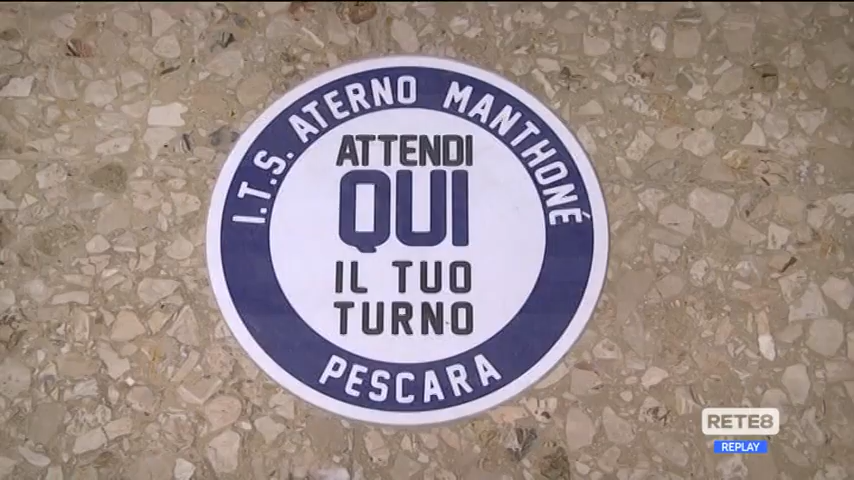 I.T.S. ATERNO MANTHONÉ
ATTENDI
QUI
IL TUO
TURNO
PESCARA
RETE8
REPLAY